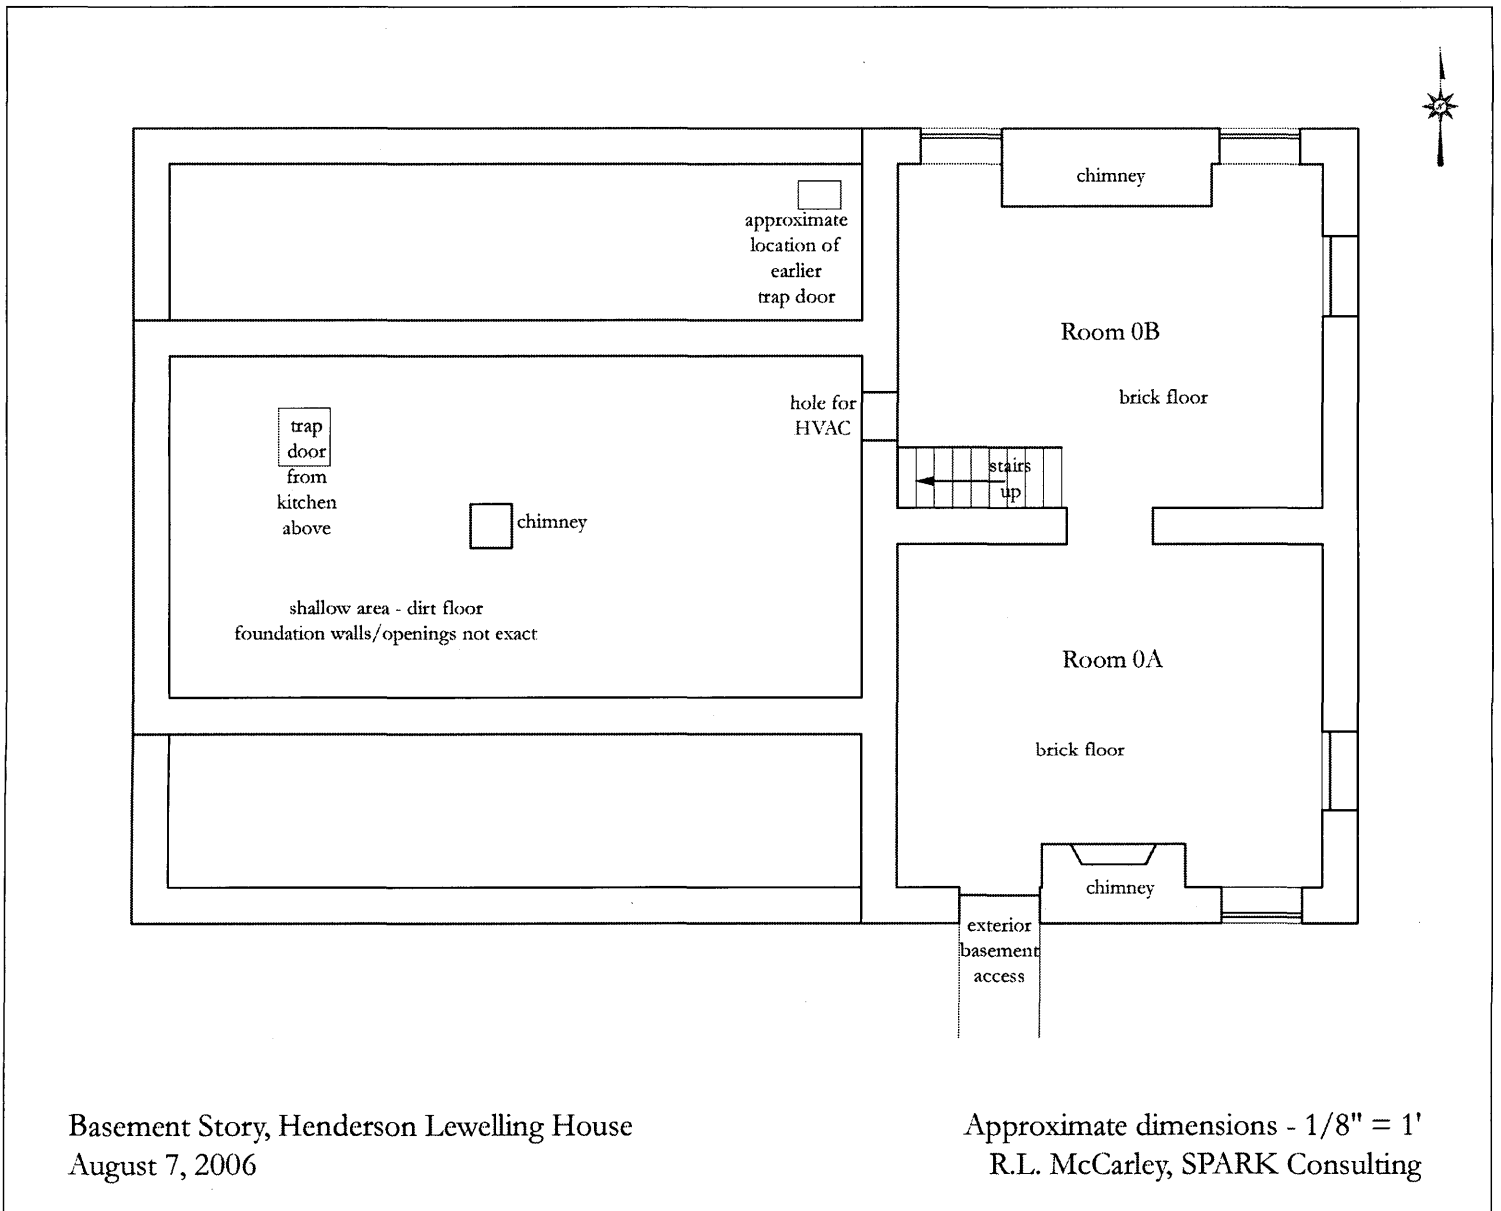 chimney
approximate
location of
earlier
trap door
Room 0B
brick floor
hole for
HVAC
trap
door
from
kitchen
above
stairs
up
chimney
shallow area - dirt floor
foundation walls/openings not exact
Room 0A
brick floor
chimney
exterior
basement
access
Basement Story, Henderson Lewelling House
August 7, 2006
Approximate dimensions - 1/8" = 1'
R.L. McCarley, SPARK Consulting